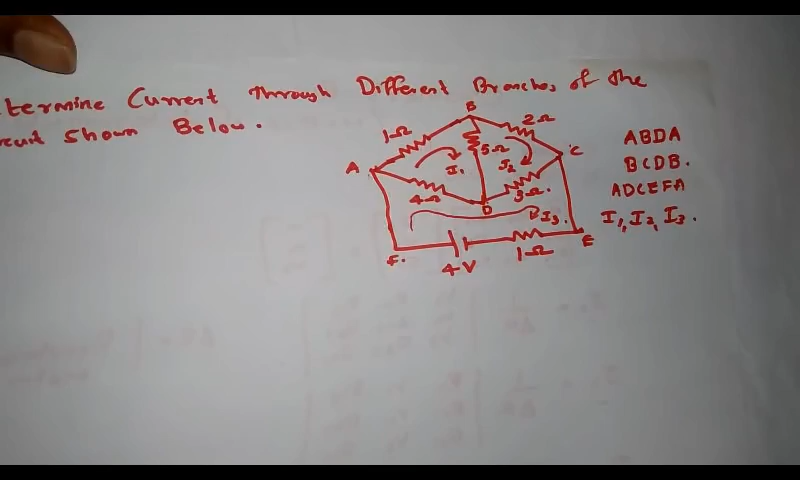 termine Current Through Different Branches of the
rcuit Shown Below.
B
1Ω
2Ω
A
5Ω
C
I1
I2
4Ω
3Ω
D
I3.
F.
4V
1Ω
E
ABDA
BCDB.
ADCEFA
I1, I2, I3.